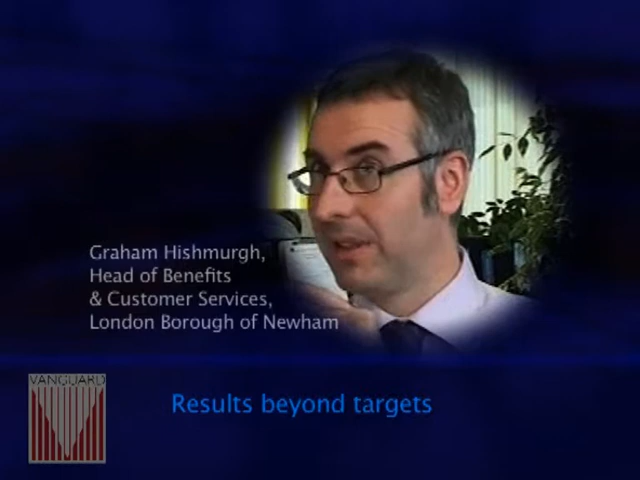 Graham Hishmurgh,
Head of Benefits
& Customer Services,
London Borough of Newham
VANGUARD
Results beyond targets